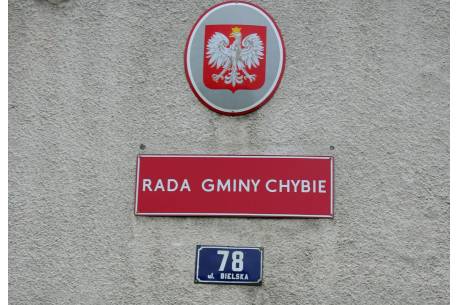 RADA GMINY CHYBIE
78
ul. BIELSKA